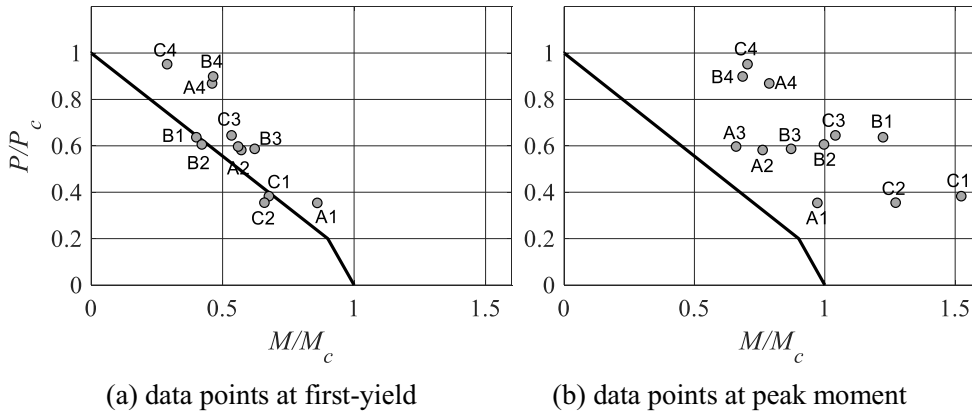 1
0.8
0.6
0.4
0.2
0
P/P_c
C4
B4
A4
C3
B1
B3
B2
A2
C1
C2
A1
0
0.5
1
1.5
M/M_c
(a) data points at first-yield
1
0.8
0.6
0.4
0.2
0
C4
B4
A4
C3
B1
A3
B3
A2
B2
C1
C2
A1
0
0.5
1
1.5
M/M_c
(b) data points at peak moment